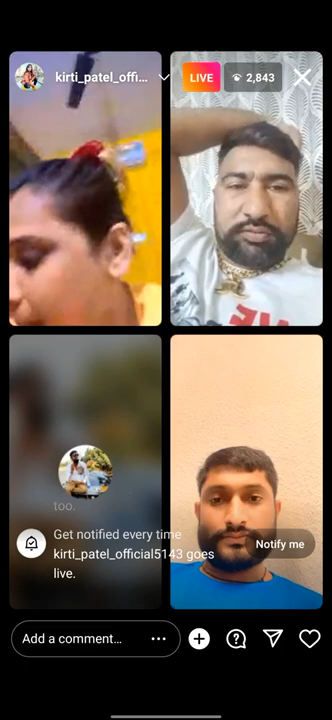 kirti_patel_offi...
LIVE
2,843
too.
Get notified every time
kirti_patel_official5143 goes
live.
Notify me
Add a comment...